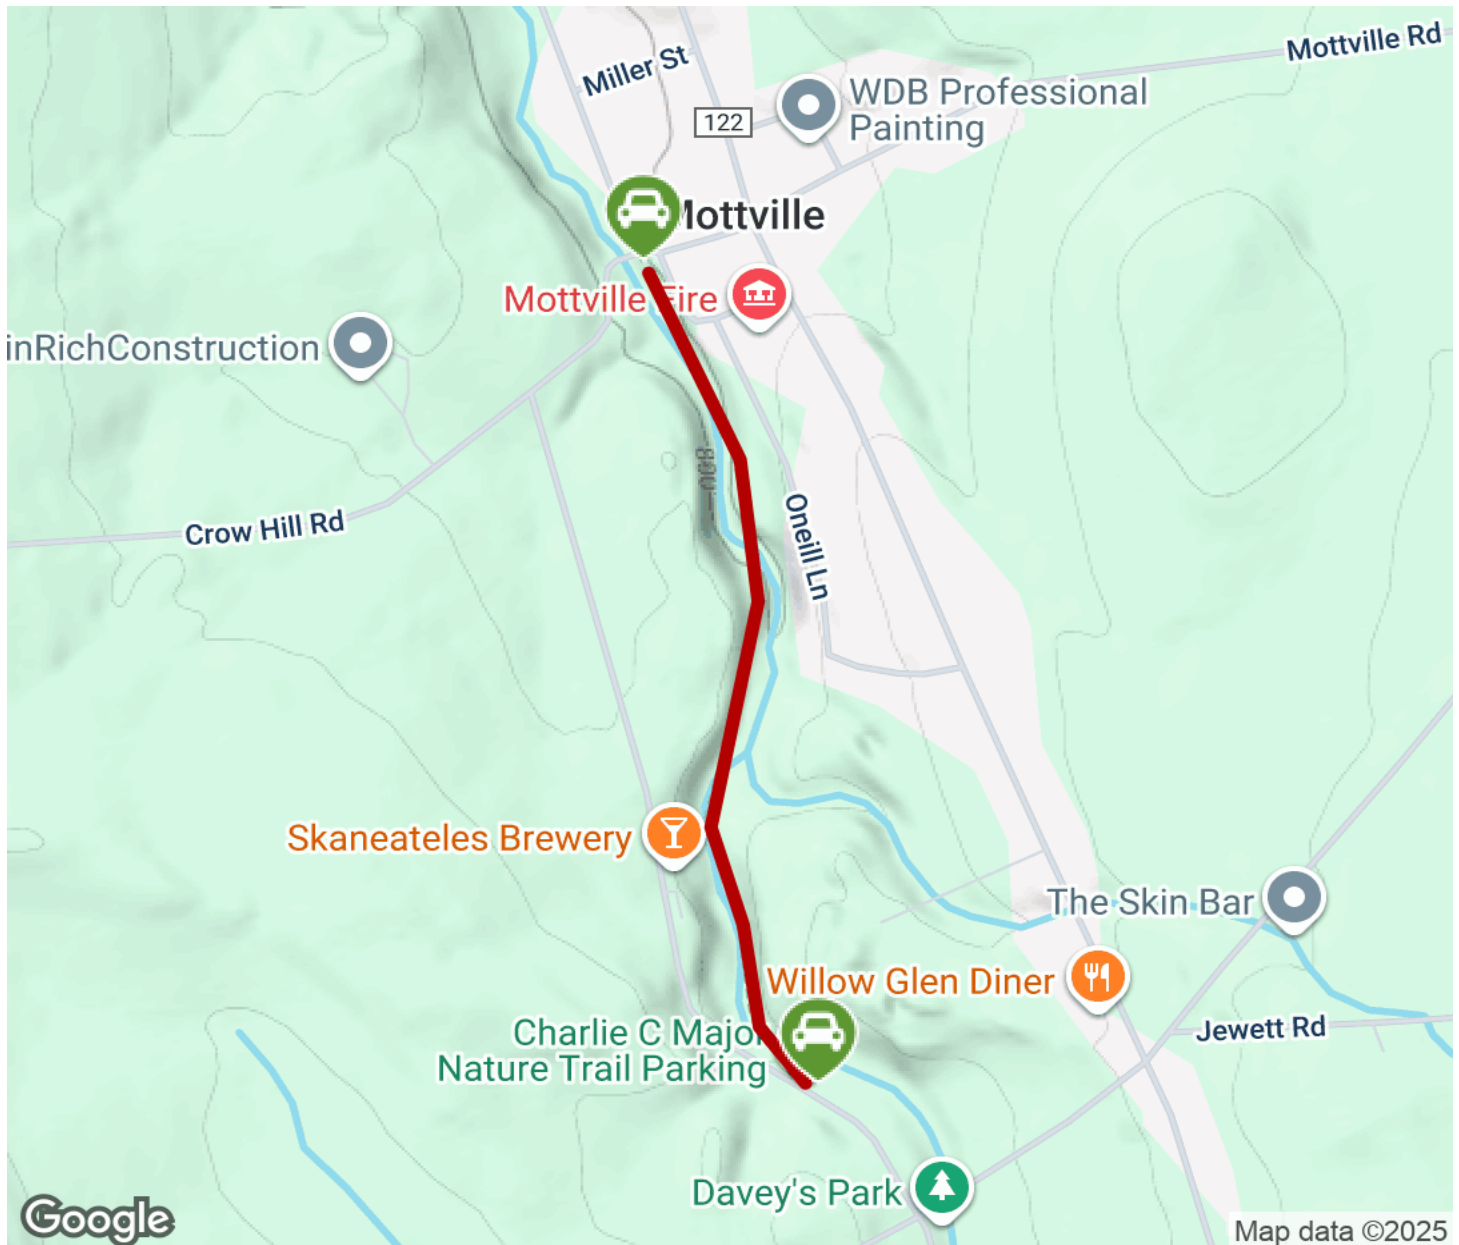 Mottville Rd
Miller St
WDB Professional
Painting
122
Mottville
Mottville Fire
inRichConstruction
800
Crow Hill Rd
Oneill Ln
Skaneateles Brewery
The Skin Bar
Willow Glen Diner
Charlie C Major
Nature Trail Parking
Jewett Rd
Davey's Park
Google
Map data ©2025